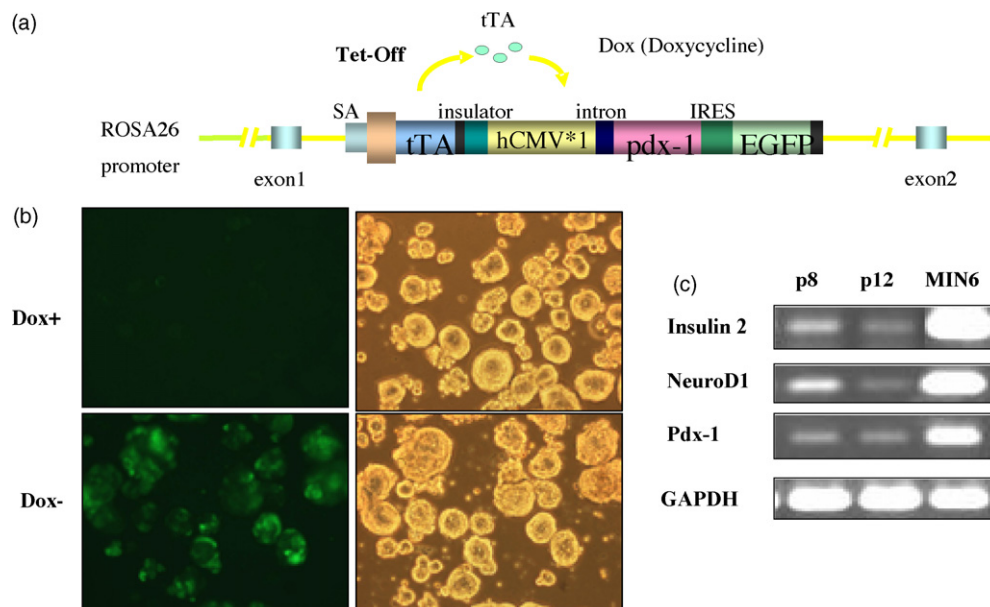 (a)
tTA
Tet-Off
Dox (Doxycycline)
SA
insulator
intron
IRES
ROSA26
promoter
tTA
hCMV*1
pdx-1
EGFP
exon1
exon2
(b)
Dox+
Dox-
(c)
p8 p12 MIN6
Insulin 2
NeuroD1
Pdx-1
GAPDH